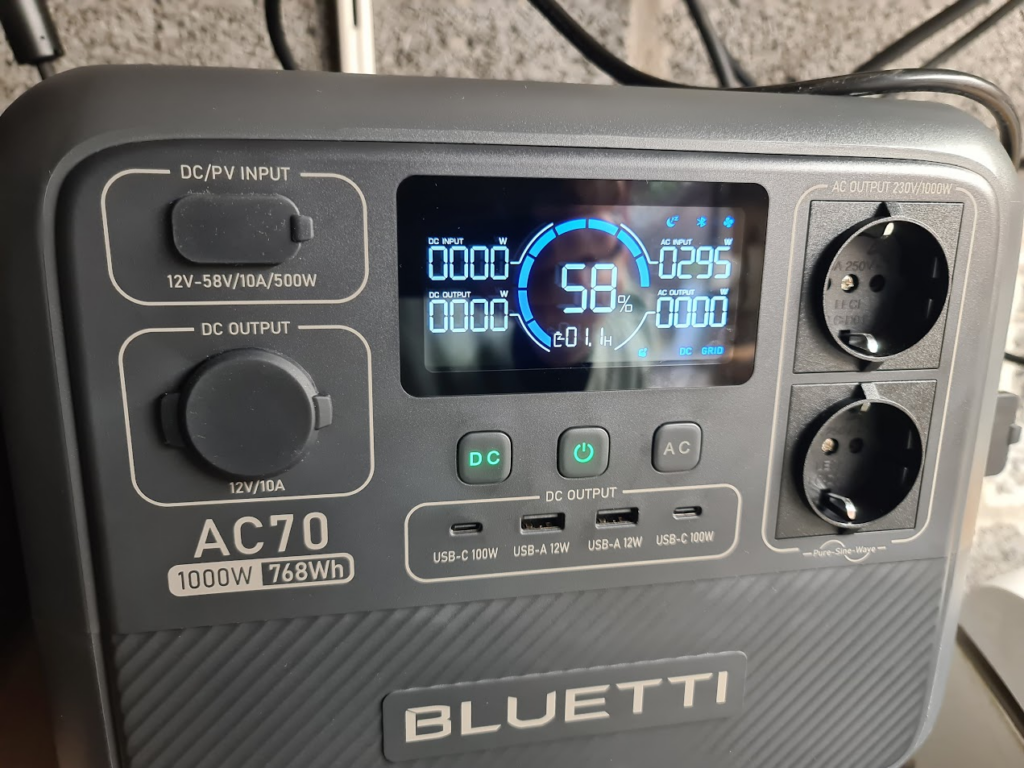 DC/PV INPUT
12V-58V/10A/500W
DC OUTPUT
12V/10A
AC70
1000W 768Wh
DC INPUT W
0000
DC OUTPUT W
0000
58%
01.1H
AC INPUT W
0295
AC OUTPUT W
0000
DC GRID
DC
AC
DC OUTPUT
USB-C 100W
USB-A 12W
USB-A 12W
USB-C 100W
AC OUTPUT 230V/1000W
250V
Pure-Sine-Wave
BLUETTI